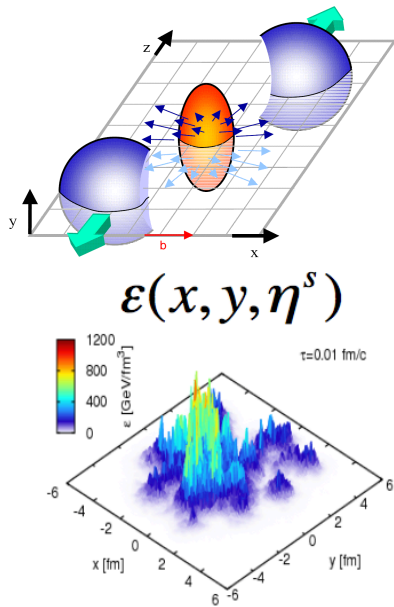 z
y
b
x
ε(x, y, η^s)
1200
800
400
0
ε [GeV/fm³]
τ=0.01 fm/c
-6
-4
-2
0
2
4
6
x [fm]
-6
-4
-2
0
2
4
6
y [fm]